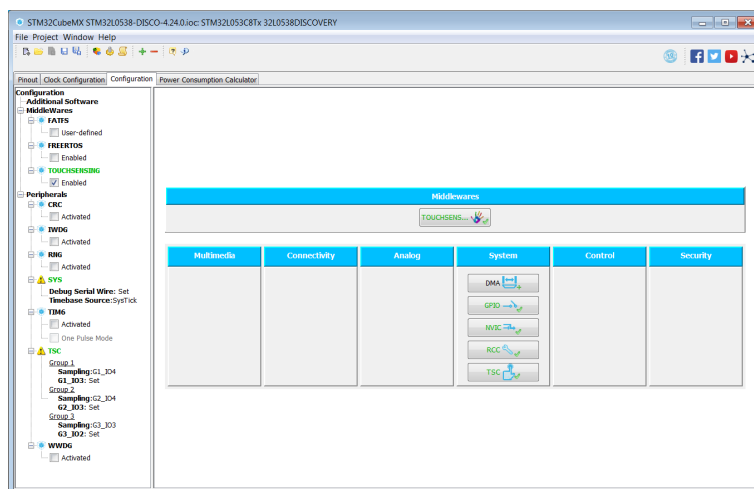 STM32CubeMX STM32L0538-DISCO-4.24.0.ioc: STM32L053C8Tx 32L0538DISCOVERY
File Project Window Help
Pinout Clock Configuration Configuration Power Consumption Calculator
Configuration
Additional Software
MiddleWares
FATFS
User-defined
FREERTOS
Enabled
TOUCHSENSING
Enabled
Peripherals
CRC
Activated
IWDG
Activated
RNG
Activated
SYS
Debug Serial Wire: Set
Timebase Source:SysTick
TIM6
Activated
One Pulse Mode
TSC
Group 1
Sampling:G1_IO4
G1_IO3: Set
Group 2
Sampling:G2_IO4
G2_IO3: Set
Group 3
Sampling:G3_IO3
G3_IO2: Set
WWDG
Activated
Middlewares
TOUCHSENS...
Multimedia Connectivity Analog System Control Security
DMA
GPIO
NVIC
RCC
TSC